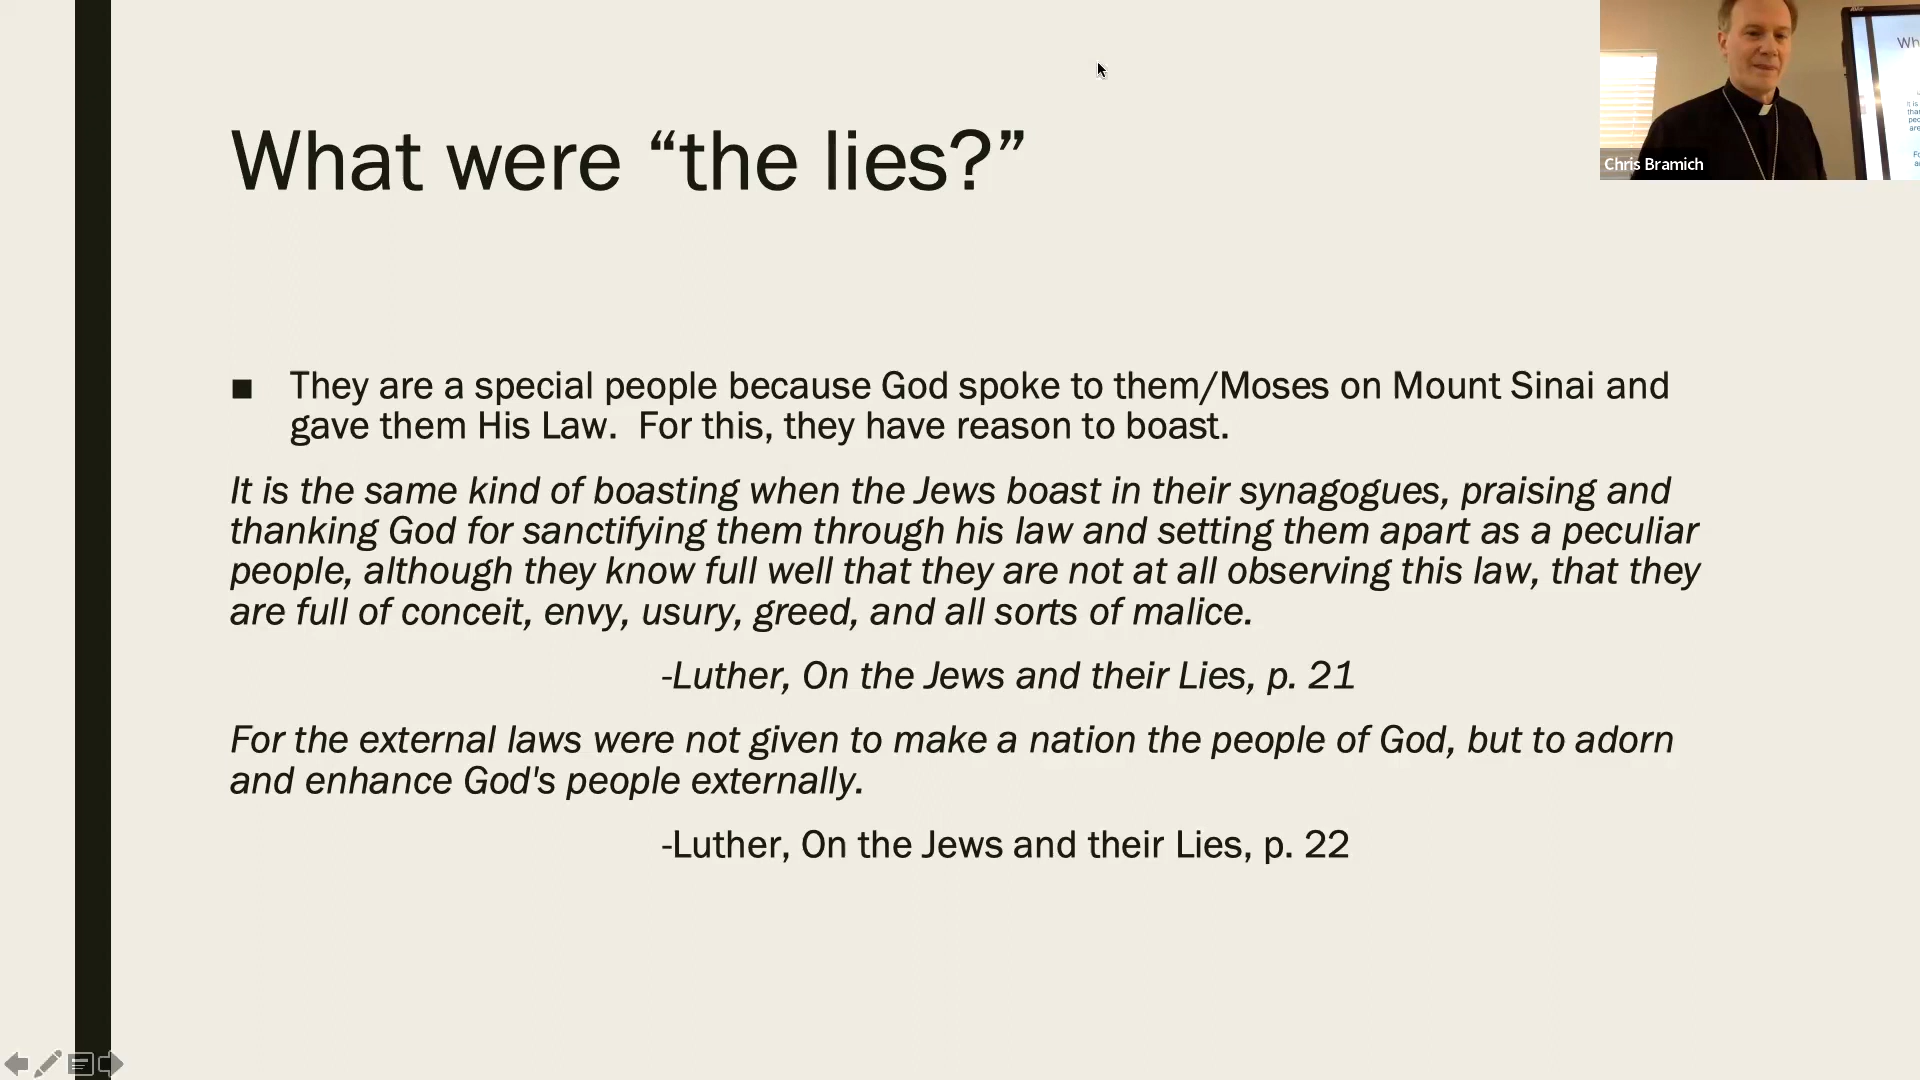 What were “the lies?”
■ They are a special people because God spoke to them/Moses on Mount Sinai and
gave them His Law.  For this, they have reason to boast.
It is the same kind of boasting when the Jews boast in their synagogues, praising and
thanking God for sanctifying them through his law and setting them apart as a peculiar
people, although they know full well that they are not at all observing this law, that they
are full of conceit, envy, usury, greed, and all sorts of malice.
-Luther, On the Jews and their Lies, p. 21
For the external laws were not given to make a nation the people of God, but to adorn
and enhance God's people externally.
-Luther, On the Jews and their Lies, p. 22
Chris Bramich
Wh